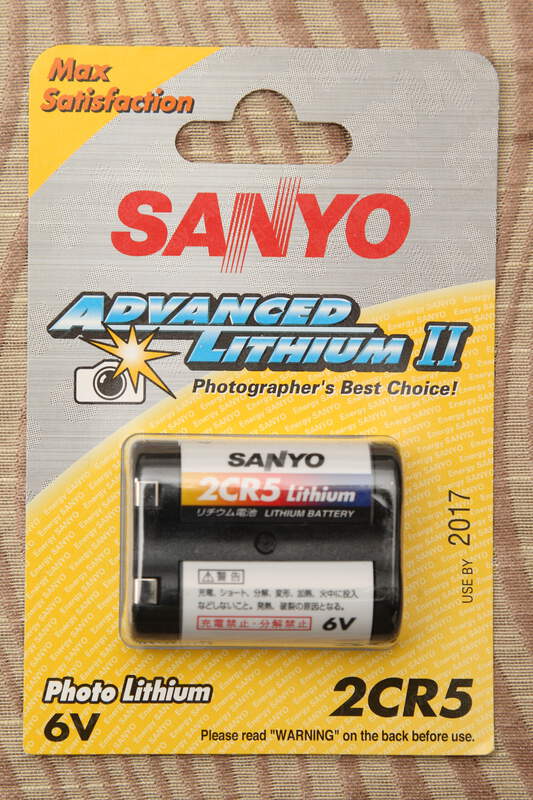 Max
Satisfaction
SANYO
ADVANCED
LITHIUM II
Photographer's Best Choice!
SANYO
2CR5 Lithium
リチウム電池 LITHIUM BATTERY
⚠警告
充電、ショート、分解、変形、加熱、火中に投入
などしないこと。発熱、破裂の原因となる。
充電禁止・分解禁止
6V
USE BY 2017
Photo Lithium
6V
2CR5
Please read "WARNING" on the back before use.
Energy SANYO